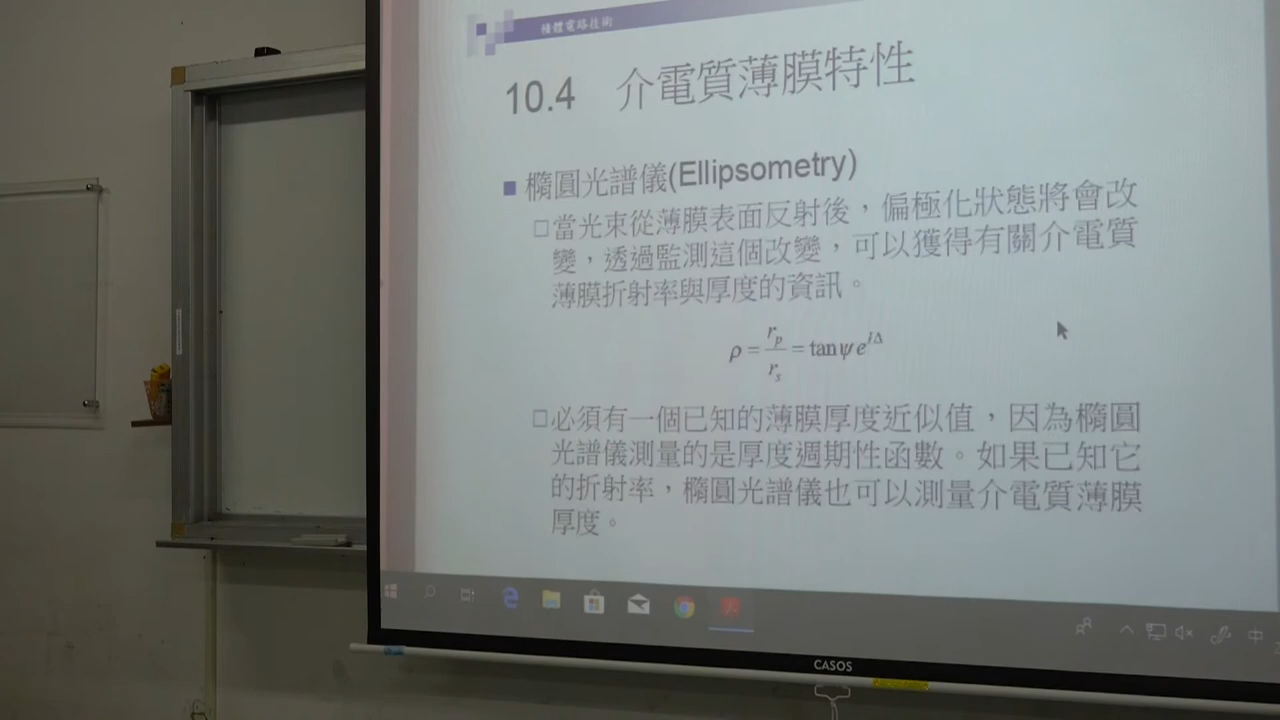 積體電路技術
10.4 介電質薄膜特性
橢圓光譜儀(Ellipsometry)
當光束從薄膜表面反射後，偏極化狀態將會改
變，透過監測這個改變，可以獲得有關介電質
薄膜折射率與厚度的資訊。
ρ = r_p / r_s = tanψ e^{iΔ}
必須有一個已知的薄膜厚度近似值，因為橢圓
光譜儀測量的是厚度週期性函數。如果已知它
的折射率，橢圓光譜儀也可以測量介電質薄膜
厚度。
中
CASOS